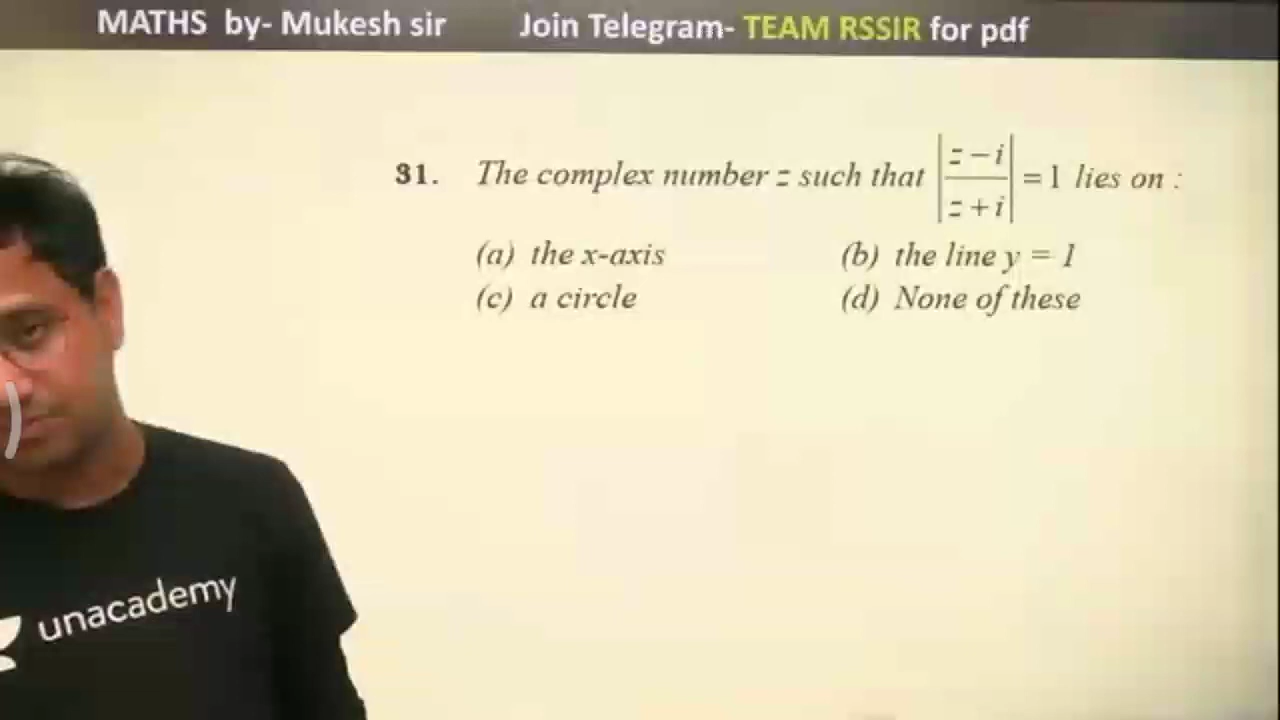 MATHS by- Mukesh sir Join Telegram- TEAM RSSIR for pdf
31. The complex number z such that |z - i / z + i| = 1 lies on :
(a) the x-axis (b) the line y = 1
(c) a circle (d) None of these
unacademy